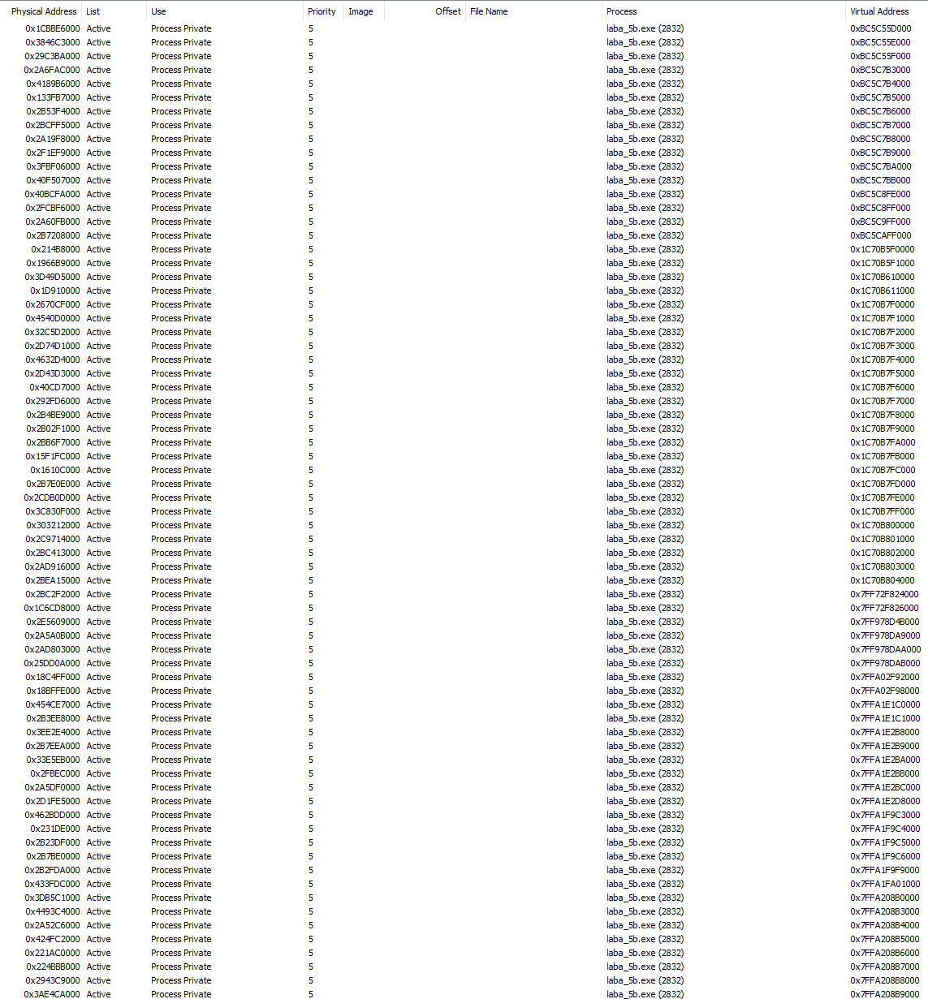 Physical Address List Use Priority Image Offset File Name Process Virtual Address
0x1CBBE6000 Active Process Private 5 laba_5b.exe (2832) 0xBC5C55D000
0x3846C3000 Active Process Private 5 laba_5b.exe (2832) 0xBC5C55E000
0x29C3BA000 Active Process Private 5 laba_5b.exe (2832) 0xBC5C55F000
0x2A6FAC000 Active Process Private 5 laba_5b.exe (2832) 0xBC5C7B3000
0x4189B6000 Active Process Private 5 laba_5b.exe (2832) 0xBC5C7B4000
0x133FB7000 Active Process Private 5 laba_5b.exe (2832) 0xBC5C7B5000
0x2B53F4000 Active Process Private 5 laba_5b.exe (2832) 0xBC5C7B6000
0x2BCFF5000 Active Process Private 5 laba_5b.exe (2832) 0xBC5C7B7000
0x2A19F8000 Active Process Private 5 laba_5b.exe (2832) 0xBC5C7B8000
0x2F1EF9000 Active Process Private 5 laba_5b.exe (2832) 0xBC5C7B9000
0x3FBF06000 Active Process Private 5 laba_5b.exe (2832) 0xBC5C7BA000
0x40F507000 Active Process Private 5 laba_5b.exe (2832) 0xBC5C7BB000
0x40BCFA000 Active Process Private 5 laba_5b.exe (2832) 0xBC5C8FE000
0x2FCBF6000 Active Process Private 5 laba_5b.exe (2832) 0xBC5C8FF000
0x2A60FB000 Active Process Private 5 laba_5b.exe (2832) 0xBC5C9FF000
0x2B7208000 Active Process Private 5 laba_5b.exe (2832) 0xBC5CAFF000
0x214B8000 Active Process Private 5 laba_5b.exe (2832) 0x1C70B5F0000
0x1966B9000 Active Process Private 5 laba_5b.exe (2832) 0x1C70B5F1000
0x3D49D5000 Active Process Private 5 laba_5b.exe (2832) 0x1C70B610000
0x1D910000 Active Process Private 5 laba_5b.exe (2832) 0x1C70B611000
0x2670CF000 Active Process Private 5 laba_5b.exe (2832) 0x1C70B7F0000
0x4540D0000 Active Process Private 5 laba_5b.exe (2832) 0x1C70B7F1000
0x32C5D2000 Active Process Private 5 laba_5b.exe (2832) 0x1C70B7F2000
0x2D74D1000 Active Process Private 5 laba_5b.exe (2832) 0x1C70B7F3000
0x4632D4000 Active Process Private 5 laba_5b.exe (2832) 0x1C70B7F4000
0x2D43D3000 Active Process Private 5 laba_5b.exe (2832) 0x1C70B7F5000
0x40CD7000 Active Process Private 5 laba_5b.exe (2832) 0x1C70B7F6000
0x292FD6000 Active Process Private 5 laba_5b.exe (2832) 0x1C70B7F7000
0x2B4BE9000 Active Process Private 5 laba_5b.exe (2832) 0x1C70B7F8000
0x2B02F1000 Active Process Private 5 laba_5b.exe (2832) 0x1C70B7F9000
0x2BB6F7000 Active Process Private 5 laba_5b.exe (2832) 0x1C70B7FA000
0x15F1FC000 Active Process Private 5 laba_5b.exe (2832) 0x1C70B7FB000
0x1610C000 Active Process Private 5 laba_5b.exe (2832) 0x1C70B7FC000
0x2B7E0E000 Active Process Private 5 laba_5b.exe (2832) 0x1C70B7FD000
0x2CDB0D000 Active Process Private 5 laba_5b.exe (2832) 0x1C70B7FE000
0x3C830F000 Active Process Private 5 laba_5b.exe (2832) 0x1C70B7FF000
0x303212000 Active Process Private 5 laba_5b.exe (2832) 0x1C70B800000
0x2C9714000 Active Process Private 5 laba_5b.exe (2832) 0x1C70B801000
0x2BC413000 Active Process Private 5 laba_5b.exe (2832) 0x1C70B802000
0x2AD916000 Active Process Private 5 laba_5b.exe (2832) 0x1C70B803000
0x2BEA15000 Active Process Private 5 laba_5b.exe (2832) 0x1C70B804000
0x2BC2F2000 Active Process Private 5 laba_5b.exe (2832) 0x7FF72F824000
0x1C6CD8000 Active Process Private 5 laba_5b.exe (2832) 0x7FF72F826000
0x2E5609000 Active Process Private 5 laba_5b.exe (2832) 0x7FF978D4B000
0x2A5A0B000 Active Process Private 5 laba_5b.exe (2832) 0x7FF978DA9000
0x2AD803000 Active Process Private 5 laba_5b.exe (2832) 0x7FF978DAA000
0x25DD0A000 Active Process Private 5 laba_5b.exe (2832) 0x7FF978DAB000
0x18C4FF000 Active Process Private 5 laba_5b.exe (2832) 0x7FFA02F92000
0x18BFFE000 Active Process Private 5 laba_5b.exe (2832) 0x7FFA02F98000
0x454CE7000 Active Process Private 5 laba_5b.exe (2832) 0x7FFA1E1C0000
0x2B3EE8000 Active Process Private 5 laba_5b.exe (2832) 0x7FFA1E1C1000
0x3EE2E4000 Active Process Private 5 laba_5b.exe (2832) 0x7FFA1E2B8000
0x2B7EEA000 Active Process Private 5 laba_5b.exe (2832) 0x7FFA1E2B9000
0x33E5EB000 Active Process Private 5 laba_5b.exe (2832) 0x7FFA1E2BA000
0x2FBEC000 Active Process Private 5 laba_5b.exe (2832) 0x7FFA1E2BB000
0x2A5DF0000 Active Process Private 5 laba_5b.exe (2832) 0x7FFA1E2BC000
0x2D1FE5000 Active Process Private 5 laba_5b.exe (2832) 0x7FFA1E2D8000
0x462BDD000 Active Process Private 5 laba_5b.exe (2832) 0x7FFA1F9C3000
0x231DE000 Active Process Private 5 laba_5b.exe (2832) 0x7FFA1F9C4000
0x2B23DF000 Active Process Private 5 laba_5b.exe (2832) 0x7FFA1F9C5000
0x2B7BE0000 Active Process Private 5 laba_5b.exe (2832) 0x7FFA1F9C6000
0x2B2FDA000 Active Process Private 5 laba_5b.exe (2832) 0x7FFA1F9F9000
0x433FDC000 Active Process Private 5 laba_5b.exe (2832) 0x7FFA1FA01000
0x3DB5C1000 Active Process Private 5 laba_5b.exe (2832) 0x7FFA208B0000
0x4493C4000 Active Process Private 5 laba_5b.exe (2832) 0x7FFA208B3000
0x2A52C6000 Active Process Private 5 laba_5b.exe (2832) 0x7FFA208B4000
0x424FC2000 Active Process Private 5 laba_5b.exe (2832) 0x7FFA208B5000
0x221AC0000 Active Process Private 5 laba_5b.exe (2832) 0x7FFA208B6000
0x224BBB000 Active Process Private 5 laba_5b.exe (2832) 0x7FFA208B7000
0x2943C9000 Active Process Private 5 laba_5b.exe (2832) 0x7FFA208B8000
0x3AE4CA000 Active Process Private 5 laba_5b.exe (2832) 0x7FFA208B9000